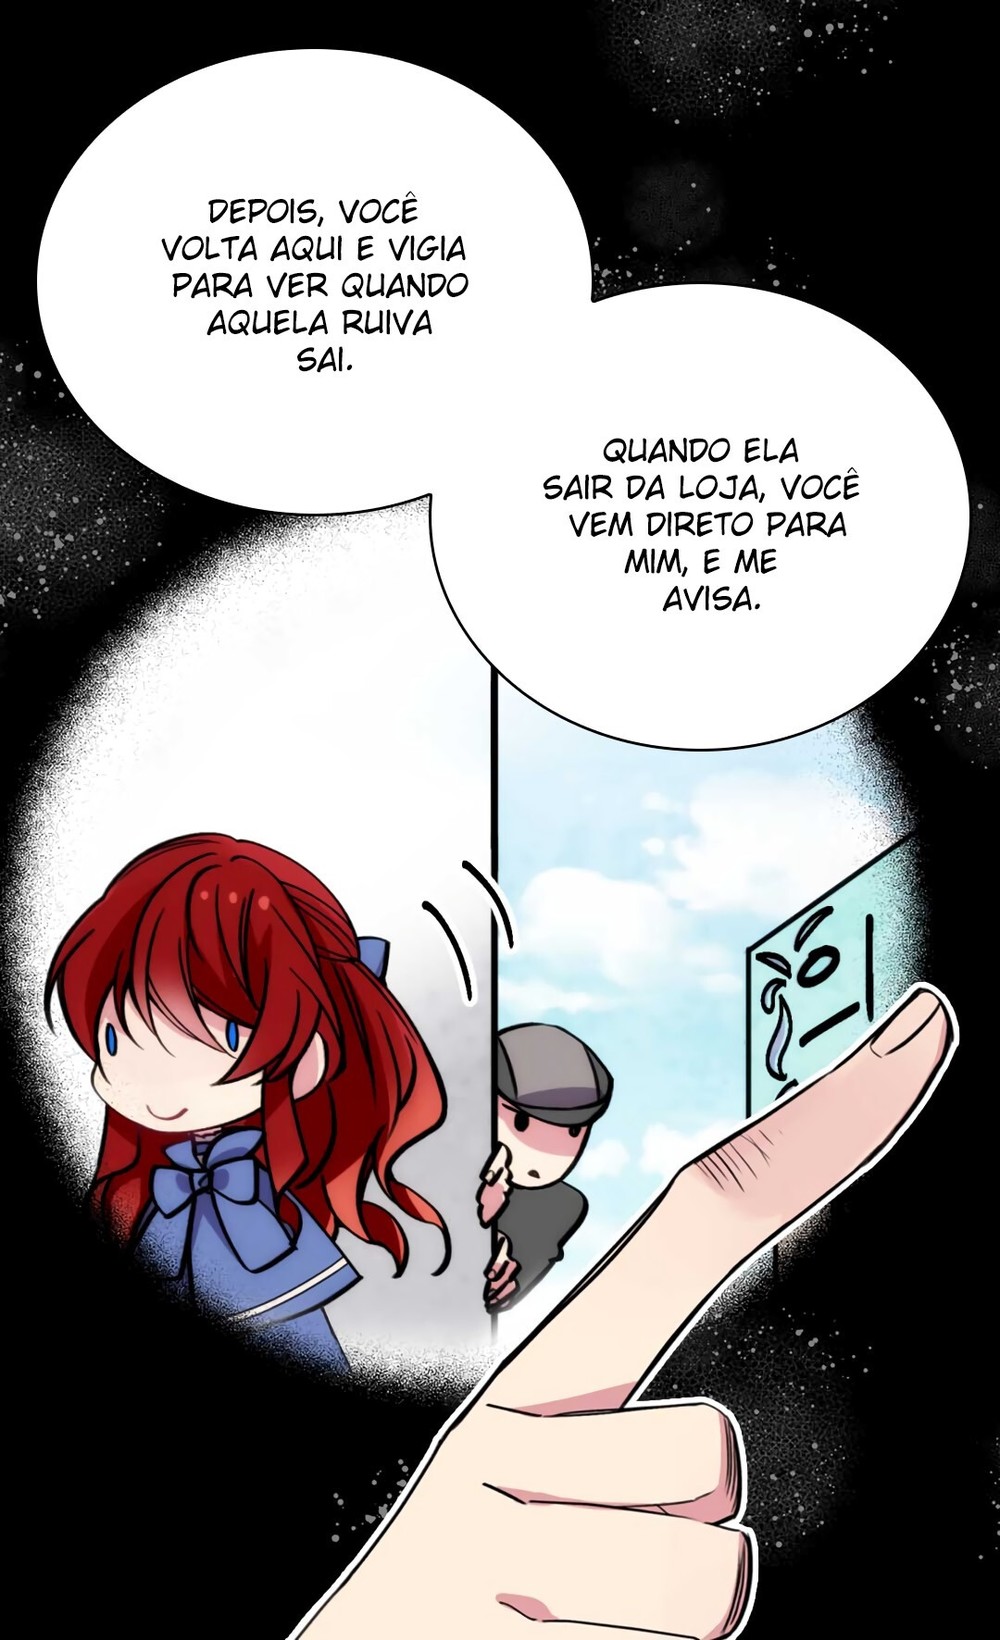 DEPOIS, VOCÊ
VOLTA AQUI E VIGIA
PARA VER QUANDO
AQUELA RUIVA
SAI.
QUANDO ELA
SAIR DA LOJA, VOCÊ
VEM DIRETO PARA
MIM, E ME
AVISA.